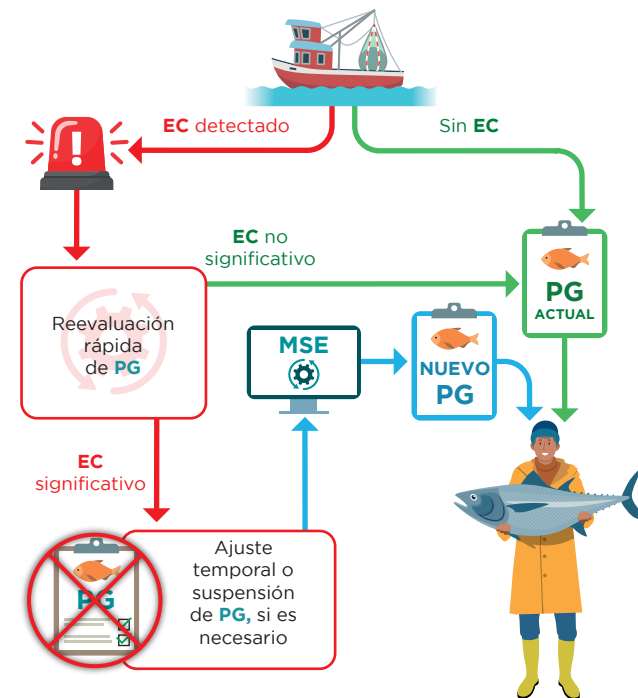 EC detectado
Sin EC
EC no
significativo
PG
ACTUAL
Reevaluación
rápida
de PG
MSE
NUEVO
PG
EC
significativo
PG
Ajuste
temporal o
suspensión
de PG, si es
necesario